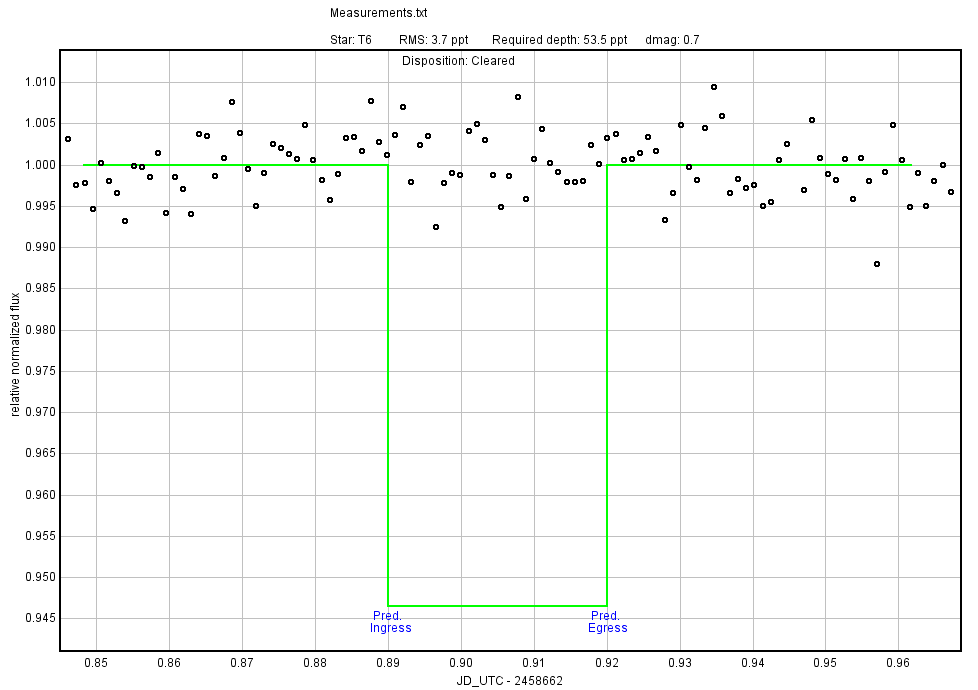 Measurements.txt
Star: T6 RMS: 3.7 ppt Required depth: 53.5 ppt dmag: 0.7
Disposition: Cleared
1.010
1.005
1.000
0.995
0.990
0.985
0.980
0.975
0.970
0.965
0.960
0.955
0.950
0.945
relative normalized flux
Pred.
Ingress
Pred.
Egress
0.85 0.86 0.87 0.88 0.89 0.90 0.91 0.92 0.93 0.94 0.95 0.96
JD_UTC - 2458662